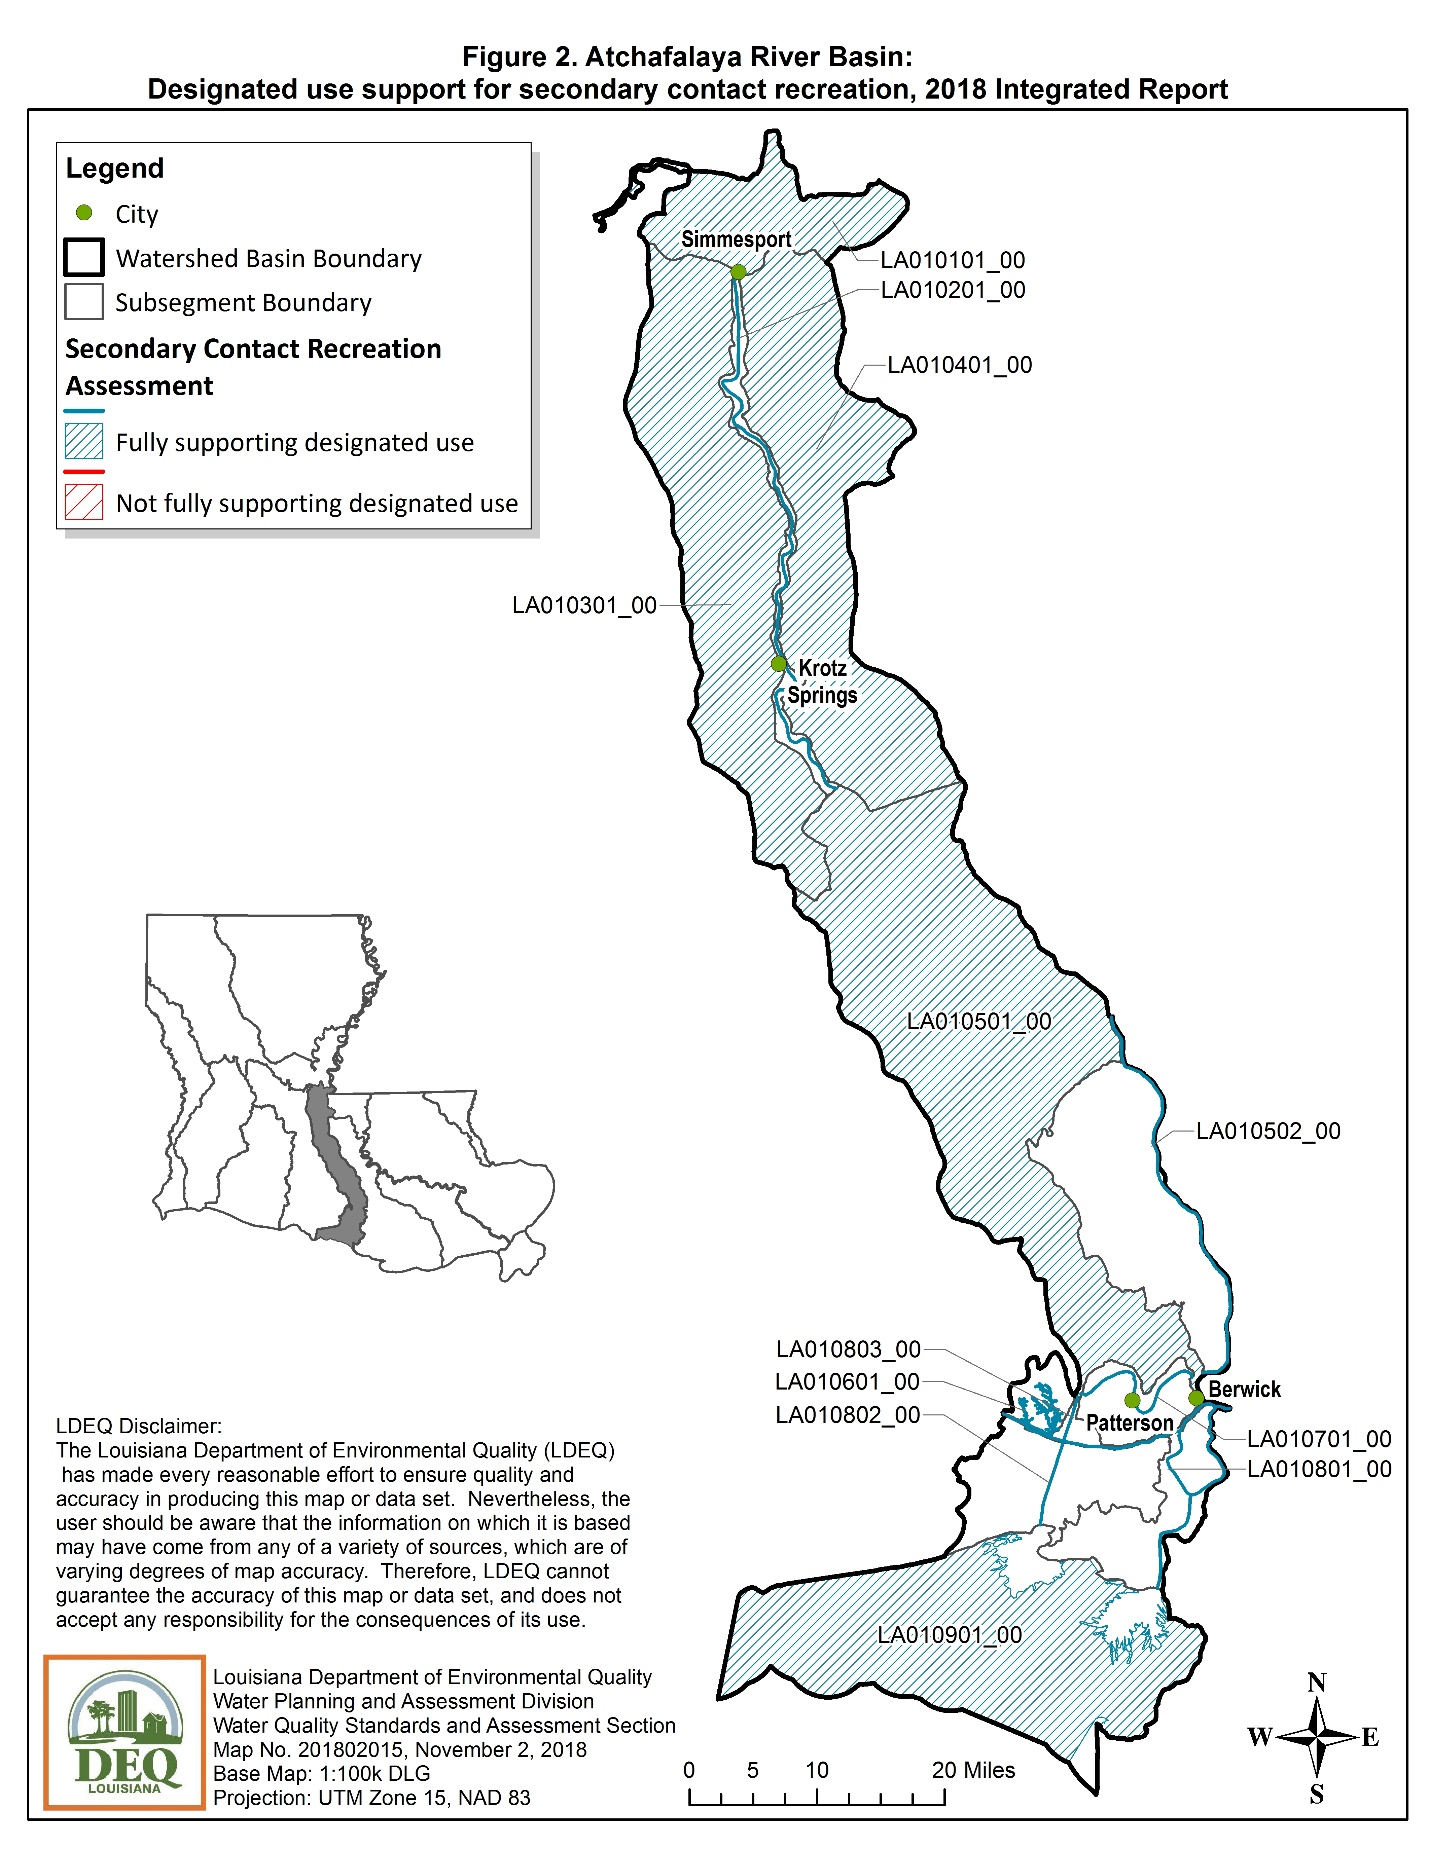 Figure 2. Atchafalaya River Basin:
Designated use support for secondary contact recreation, 2018 Integrated Report
Legend
City
Watershed Basin Boundary
Subsegment Boundary
Secondary Contact Recreation
Assessment
Fully supporting designated use
Not fully supporting designated use
Simmesport
LA010101_00
LA010201_00
LA010401_00
LA010301_00
Krotz
Springs
LA010501_00
LA010502_00
LA010803_00
LA010601_00
LA010802_00
Berwick
Patterson
LA010701_00
LA010801_00
LA010901_00
LDEQ Disclaimer:
The Louisiana Department of Environmental Quality (LDEQ)
has made every reasonable effort to ensure quality and
accuracy in producing this map or data set.  Nevertheless, the
user should be aware that the information on which it is based
may have come from any of a variety of sources, which are of
varying degrees of map accuracy.  Therefore, LDEQ cannot
guarantee the accuracy of this map or data set, and does not
accept any responsibility for the consequences of its use.
DEQ
LOUISIANA
Louisiana Department of Environmental Quality
Water Planning and Assessment Division
Water Quality Standards and Assessment Section
Map No. 201802015, November 2, 2018
Base Map: 1:100k DLG
Projection: UTM Zone 15, NAD 83
0 5 10 20 Miles
N
W E
S